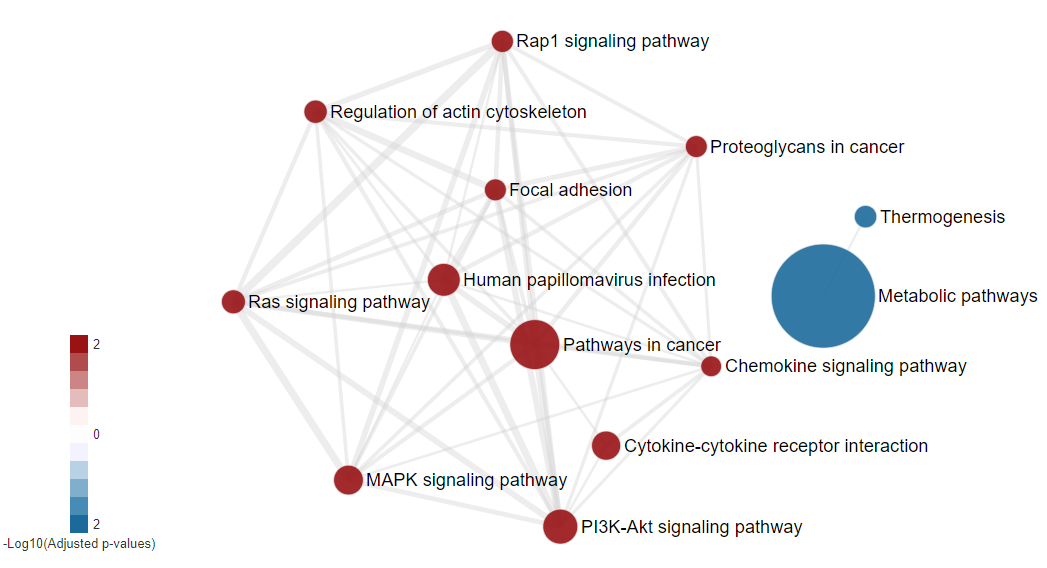 Rap1 signaling pathway
Regulation of actin cytoskeleton
Proteoglycans in cancer
Focal adhesion
Thermogenesis
Human papillomavirus infection
Metabolic pathways
Ras signaling pathway
Pathways in cancer
Chemokine signaling pathway
Cytokine-cytokine receptor interaction
MAPK signaling pathway
PI3K-Akt signaling pathway
2
0
2
-Log10(Adjusted p-values)